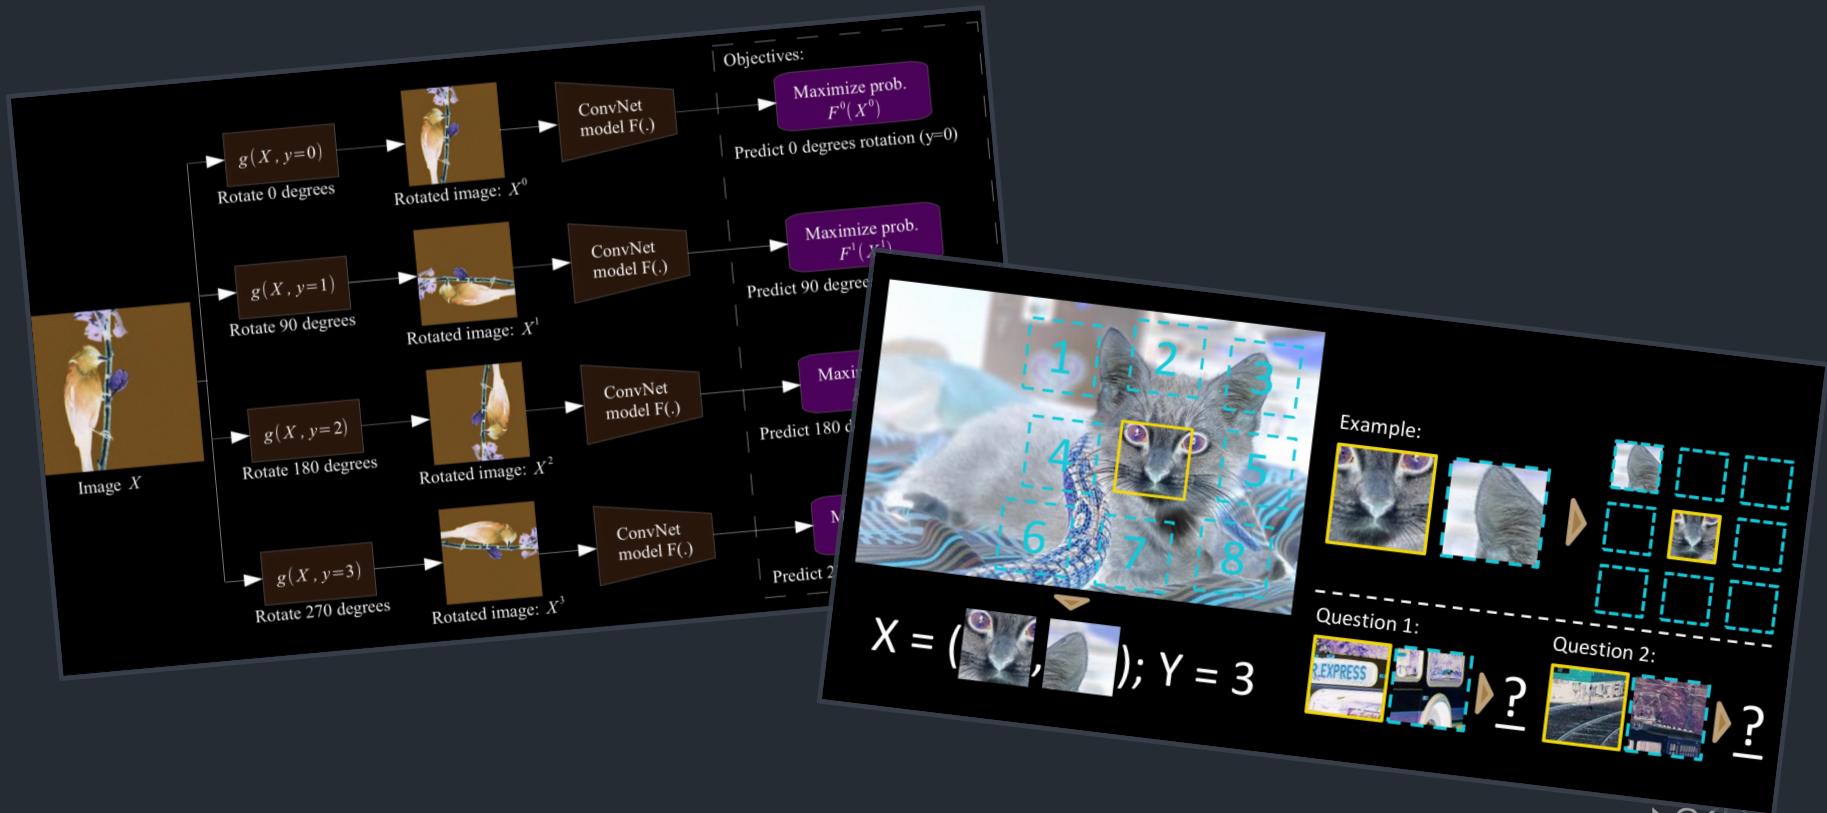 Objectives:
g(X, y=0)
Rotate 0 degrees
Rotated image: X⁰
ConvNet
model F(.)
Maximize prob.
F⁰(X⁰)
Predict 0 degrees rotation (y=0)
g(X, y=1)
Rotate 90 degrees
Rotated image: X¹
ConvNet
model F(.)
Maximize prob.
F¹(X¹)
Predict 90 degree
Image X
g(X, y=2)
Rotate 180 degrees
Rotated image: X²
ConvNet
model F(.)
Maxi
Predict 180 d
g(X, y=3)
Rotate 270 degrees
Rotated image: X³
ConvNet
model F(.)
M
Predict 2
1 2 3
4 5
6 7 8
X = ( , ); Y = 3
Example:
Question 1:
R.EXPRESS
?
Question 2:
?